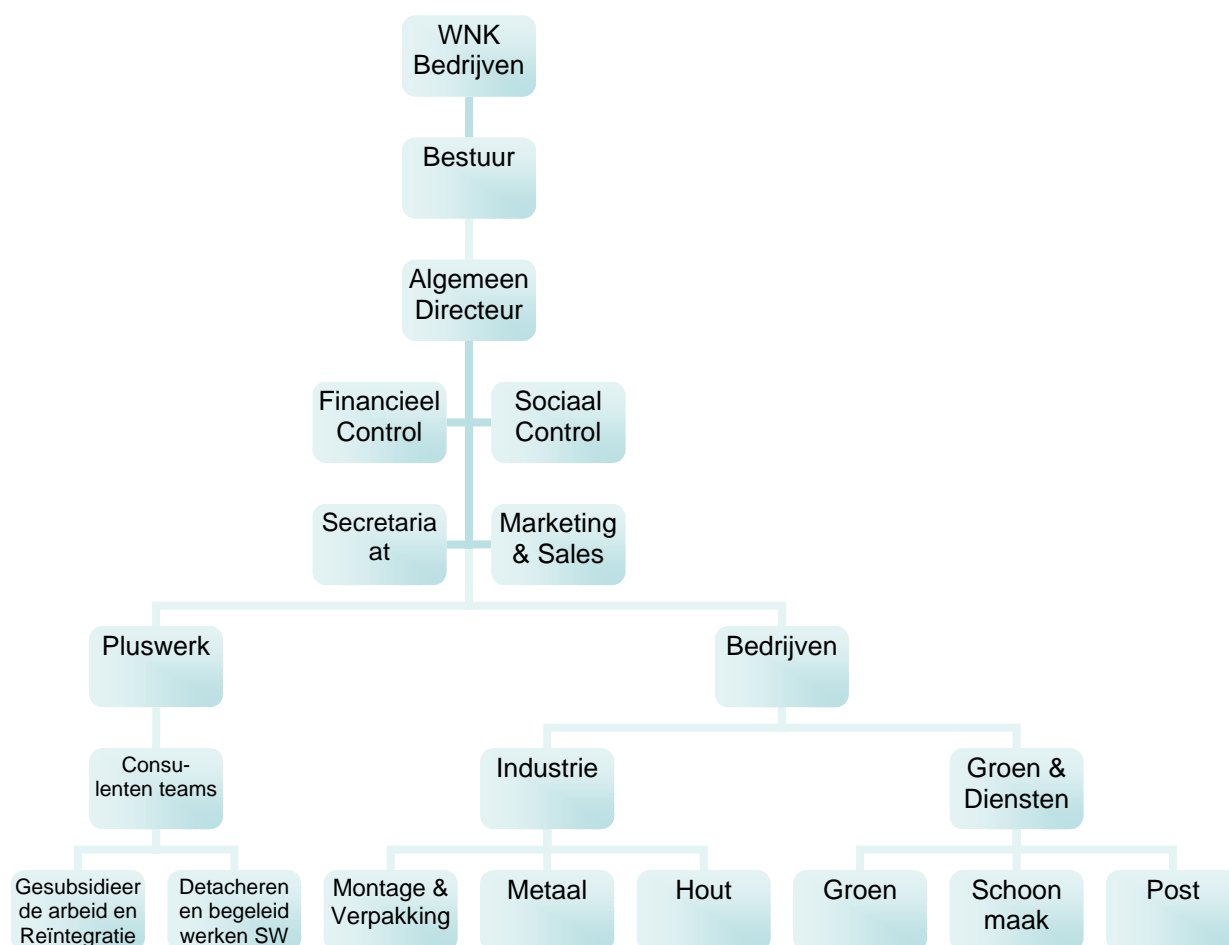 WNK
Bedrijven
Bestuur
Algemeen
Directeur
Financieel
Control
Sociaal
Control
Secretaria
at
Marketing
& Sales
Pluswerk
Bedrijven
Consu-
lenten teams
Industrie
Groen &
Diensten
Gesubsidieer
de arbeid en
Reïntegratie
Detacheren
en begeleid
werken SW
Montage &
Verpakking
Metaal
Hout
Groen
Schoon
maak
Post